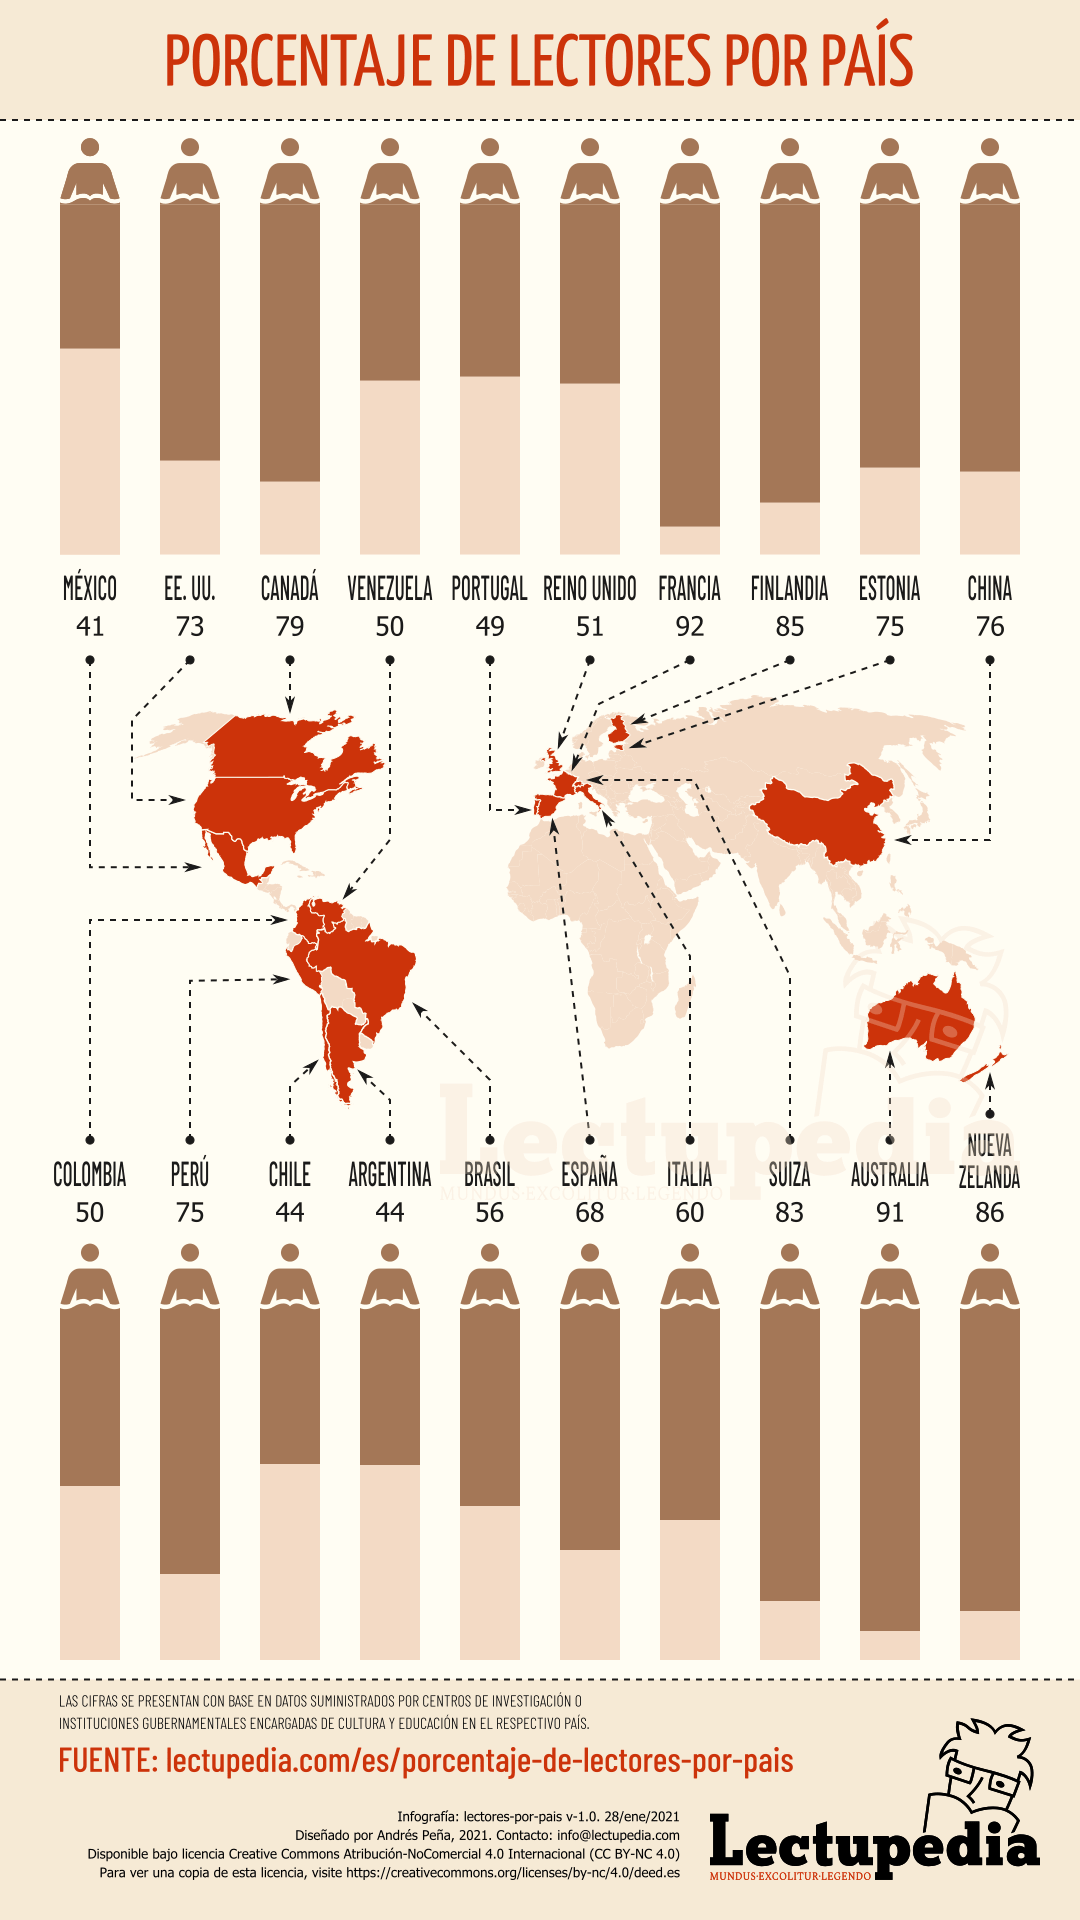 PORCENTAJE DE LECTORES POR PAÍS
MÉXICO EE. UU. CANADÁ VENEZUELA PORTUGAL REINO UNIDO FRANCIA FINLANDIA ESTONIA CHINA
41 73 79 50 49 51 92 85 75 76
Lectupedia
MUNDUS·EXCOLITUR·LEGENDO
COLOMBIA PERÚ CHILE ARGENTINA BRASIL ESPAÑA ITALIA SUIZA AUSTRALIA NUEVA
ZELANDA
50 75 44 44 56 68 60 83 91 86
LAS CIFRAS SE PRESENTAN CON BASE EN DATOS SUMINISTRADOS POR CENTROS DE INVESTIGACIÓN O
INSTITUCIONES GUBERNAMENTALES ENCARGADAS DE CULTURA Y EDUCACIÓN EN EL RESPECTIVO PAÍS.
FUENTE: lectupedia.com/es/porcentaje-de-lectores-por-pais
Infografía: lectores-por-pais v-1.0. 28/ene/2021
Diseñado por Andrés Peña, 2021. Contacto: info@lectupedia.com
Disponible bajo licencia Creative Commons Atribución-NoComercial 4.0 Internacional (CC BY-NC 4.0)
Para ver una copia de esta licencia, visite https://creativecommons.org/licenses/by-nc/4.0/deed.es
Lectupedia
MUNDUS·EXCOLITUR·LEGENDO